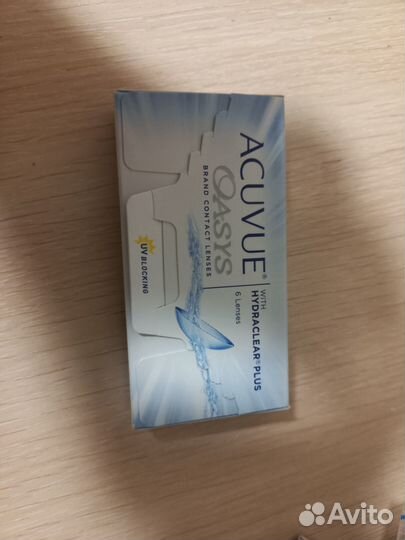 ACUVUE®
OASYS
BRAND CONTACT LENSES
WITH
HYDRACLEAR® PLUS
6 Lenses
UV BLOCKING
Avito